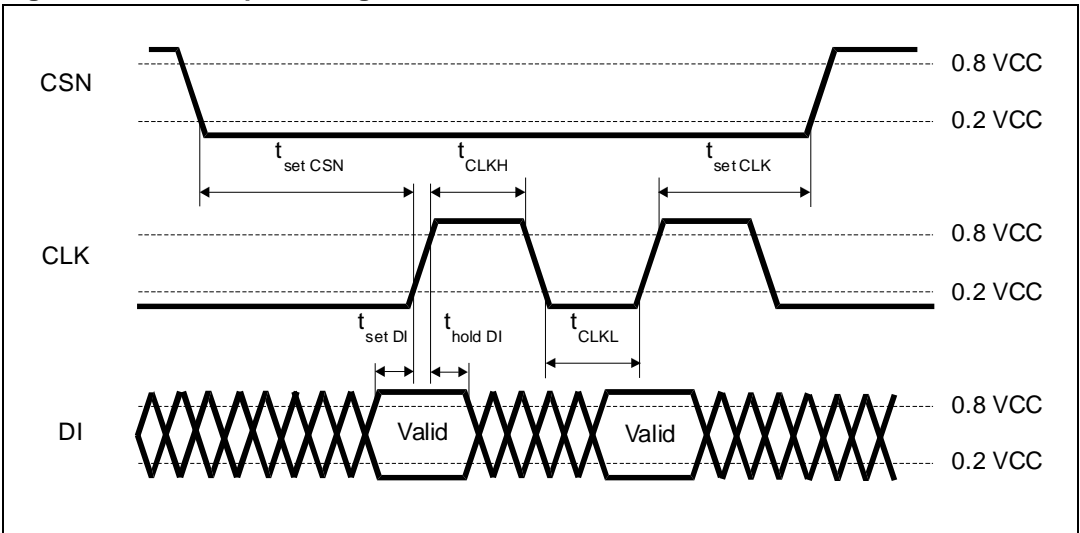 CSN
0.8 VCC
0.2 VCC
t set CSN
t CLKH
t set CLK
CLK
0.8 VCC
0.2 VCC
t set DI
t hold DI
t CLKL
DI
Valid
Valid
0.8 VCC
0.2 VCC